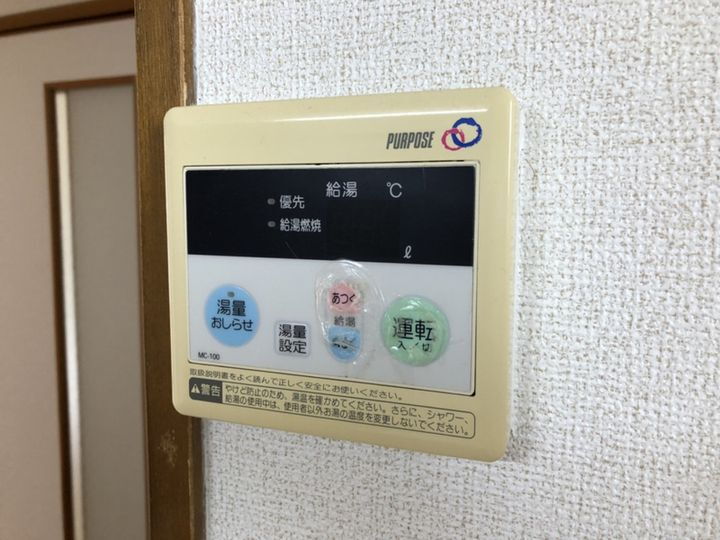 PURPOSE
給湯 ℃
優先
給湯燃焼
ℓ
湯量
おしらせ
湯量
設定
あつく
給湯
運転
入/切
MC-100
取扱説明書をよく読んで正しく安全にお使いください。
警告
やけど防止のため、湯温を確かめてください。さらに、シャワー、
給湯の使用中は、使用者以外お湯の温度を変更しないでください。